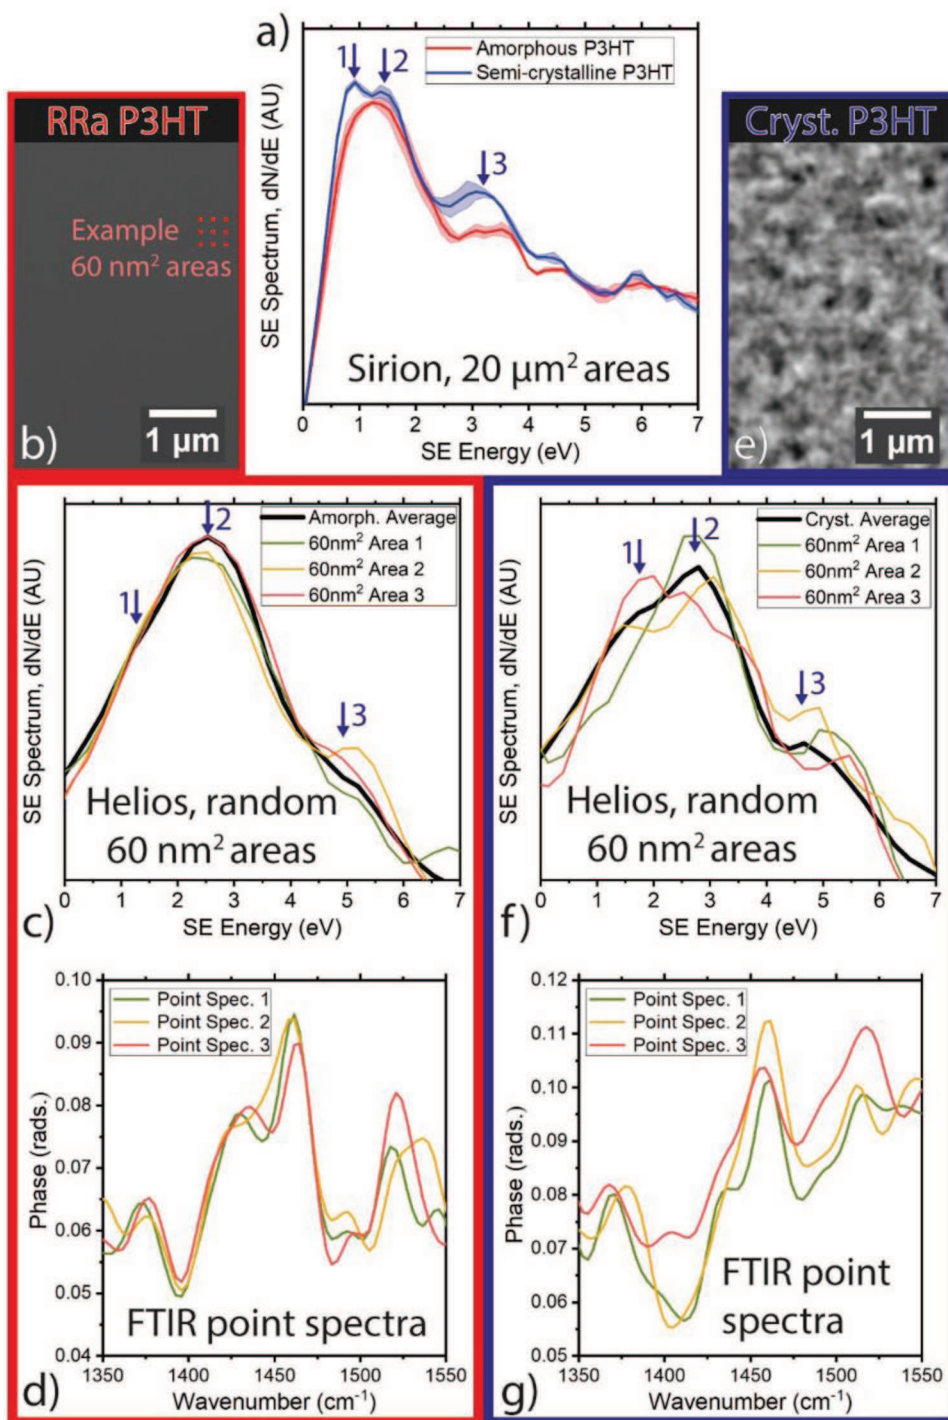 a)
1
2
3
Amorphous P3HT
Semi-crystalline P3HT
SE Spectrum, dN/dE (AU)
Sirion, 20 μm² areas
0 1 2 3 4 5 6 7
SE Energy (eV)
RRa P3HT
Example
60 nm² areas
1 μm
b)
Cryst. P3HT
1 μm
e)
1
2
3
Amorph. Average
60nm² Area 1
60nm² Area 2
60nm² Area 3
SE Spectrum, dN/dE (AU)
Helios, random
60 nm² areas
0 1 2 3 4 5 6 7
SE Energy (eV)
c)
1
2
3
Cryst. Average
60nm² Area 1
60nm² Area 2
60nm² Area 3
SE Spectrum, dN/dE (AU)
Helios, random
60 nm² areas
0 1 2 3 4 5 6 7
SE Energy (eV)
f)
0.10
0.09
0.08
0.07
0.06
0.05
0.04
Phase (rads.)
Point Spec. 1
Point Spec. 2
Point Spec. 3
FTIR point spectra
1350 1400 1450 1500 1550
Wavenumber (cm⁻¹)
d)
0.12
0.11
0.10
0.09
0.08
0.07
0.06
0.05
Phase (rads.)
Point Spec. 1
Point Spec. 2
Point Spec. 3
FTIR point
spectra
1350 1400 1450 1500 1550
Wavenumber (cm⁻¹)
g)